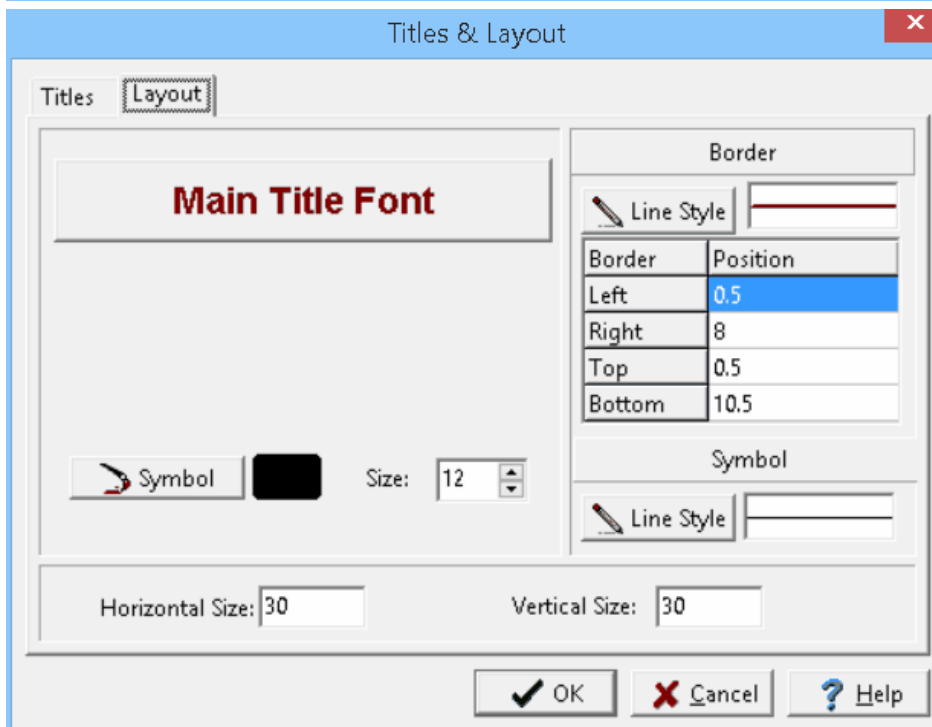 Titles & Layout
Titles Layout
Main Title Font
Symbol Size: 12
Border
Line Style
Border Position
Left 0.5
Right 8
Top 0.5
Bottom 10.5
Symbol
Line Style
Horizontal Size: 30 Vertical Size: 30
OK Cancel Help